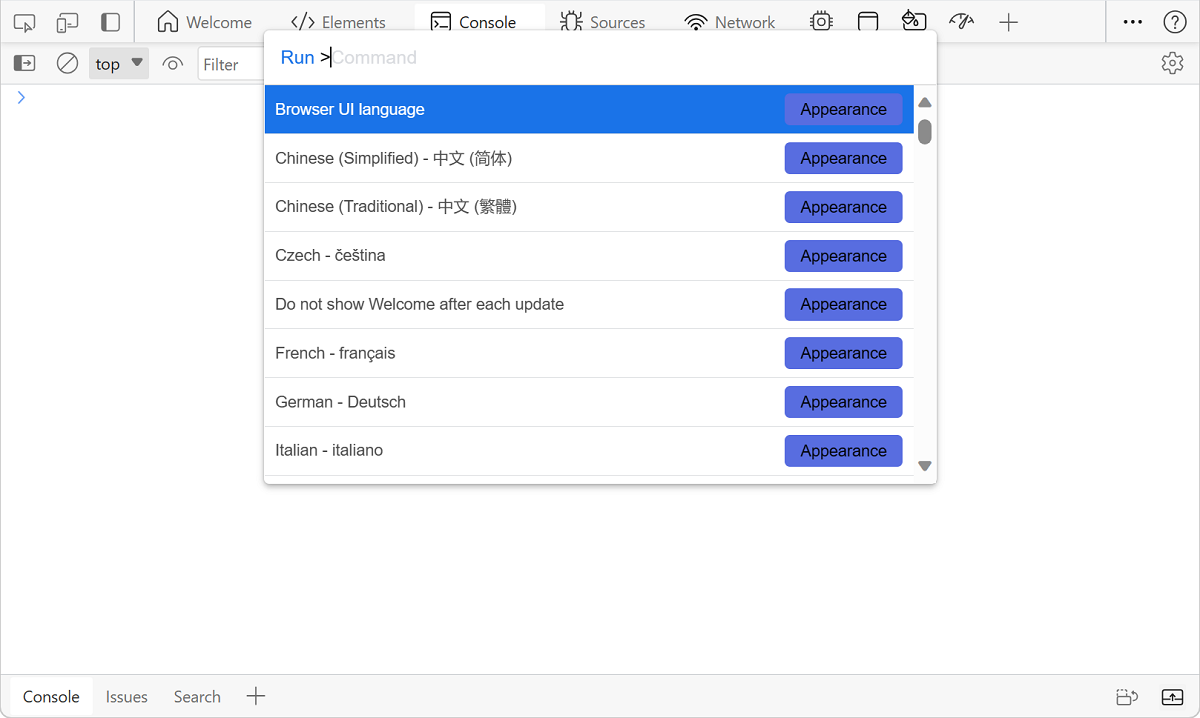 Welcome Elements Console Sources Network
top Filter
Run >Command
Browser UI language Appearance
Chinese (Simplified) - 中文 (简体) Appearance
Chinese (Traditional) - 中文 (繁體) Appearance
Czech - čeština Appearance
Do not show Welcome after each update Appearance
French - français Appearance
German - Deutsch Appearance
Italian - italiano Appearance
Console Issues Search